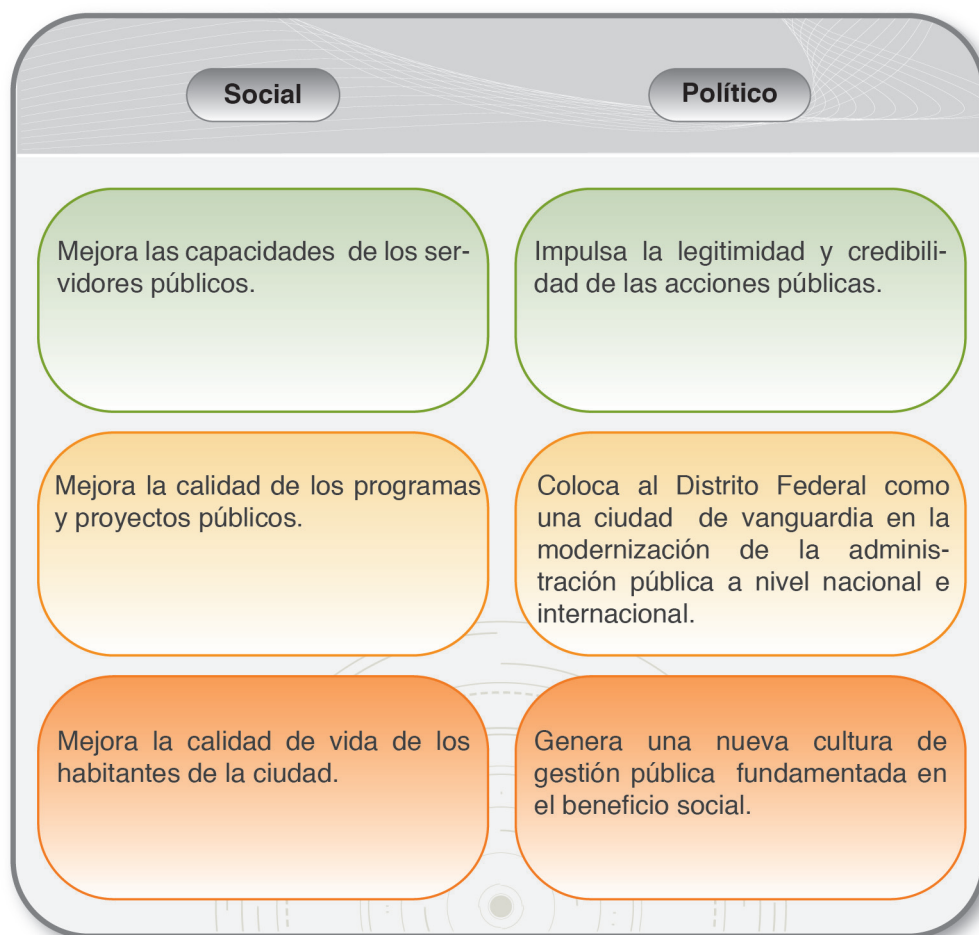 Social
Político
Mejora las capacidades de los ser-
vidores públicos.
Impulsa la legitimidad y credibili-
dad de las acciones públicas.
Mejora la calidad de los programas
y proyectos públicos.
Coloca al Distrito Federal como
una ciudad de vanguardia en la
modernización de la adminis-
tración pública a nivel nacional e
internacional.
Mejora la calidad de vida de los
habitantes de la ciudad.
Genera una nueva cultura de
gestión pública fundamentada en
el beneficio social.